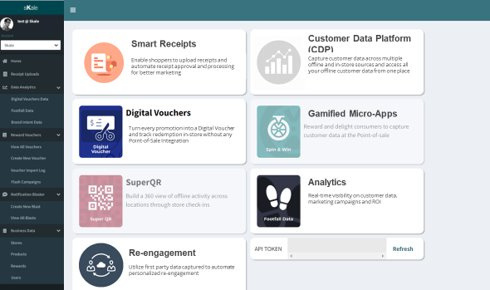 aKale
Home
Receipt Uploads
Data Analytics
Digital Vouchers Data
Footfall Data
Brand Intent Data
Reward Vouchers
View All Vouchers
Create New Voucher
Voucher Import Log
Flash Campaigns
Notification Blaster
Create New Blast
View All Blasts
Business Data
Stores
Products
Rewards
Users
Smart Receipts
Enable shoppers to upload receipts and
automate receipt approval and processing
for better marketing
Customer Data Platform
(CDP)
Capture customer data across multiple
offline and in-store sources and access all
your offline customer data from one place
Digital
Voucher
Digital Vouchers
Turn every promotion into a Digital Voucher
and track redemption in-store without any
Point-of-Sale Integration
Spin & Win
Gamified Micro-Apps
Reward and delight consumers to capture
customer data at the Point-of-sale
Super QR
SuperQR
Build a 360 view of offline activity across
locations through store check-ins
Footfall Data
Analytics
Real-time visibility on customer data,
marketing campaigns and ROI
Re-engagement
Utilize first party data captured to automate
personalized re-engagement
API TOKEN
Refresh